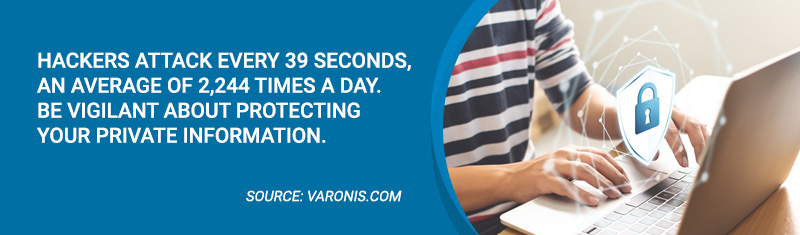 HACKERS ATTACK EVERY 39 SECONDS,
AN AVERAGE OF 2,244 TIMES A DAY.
BE VIGILANT ABOUT PROTECTING
YOUR PRIVATE INFORMATION.
SOURCE: VARONIS.COM